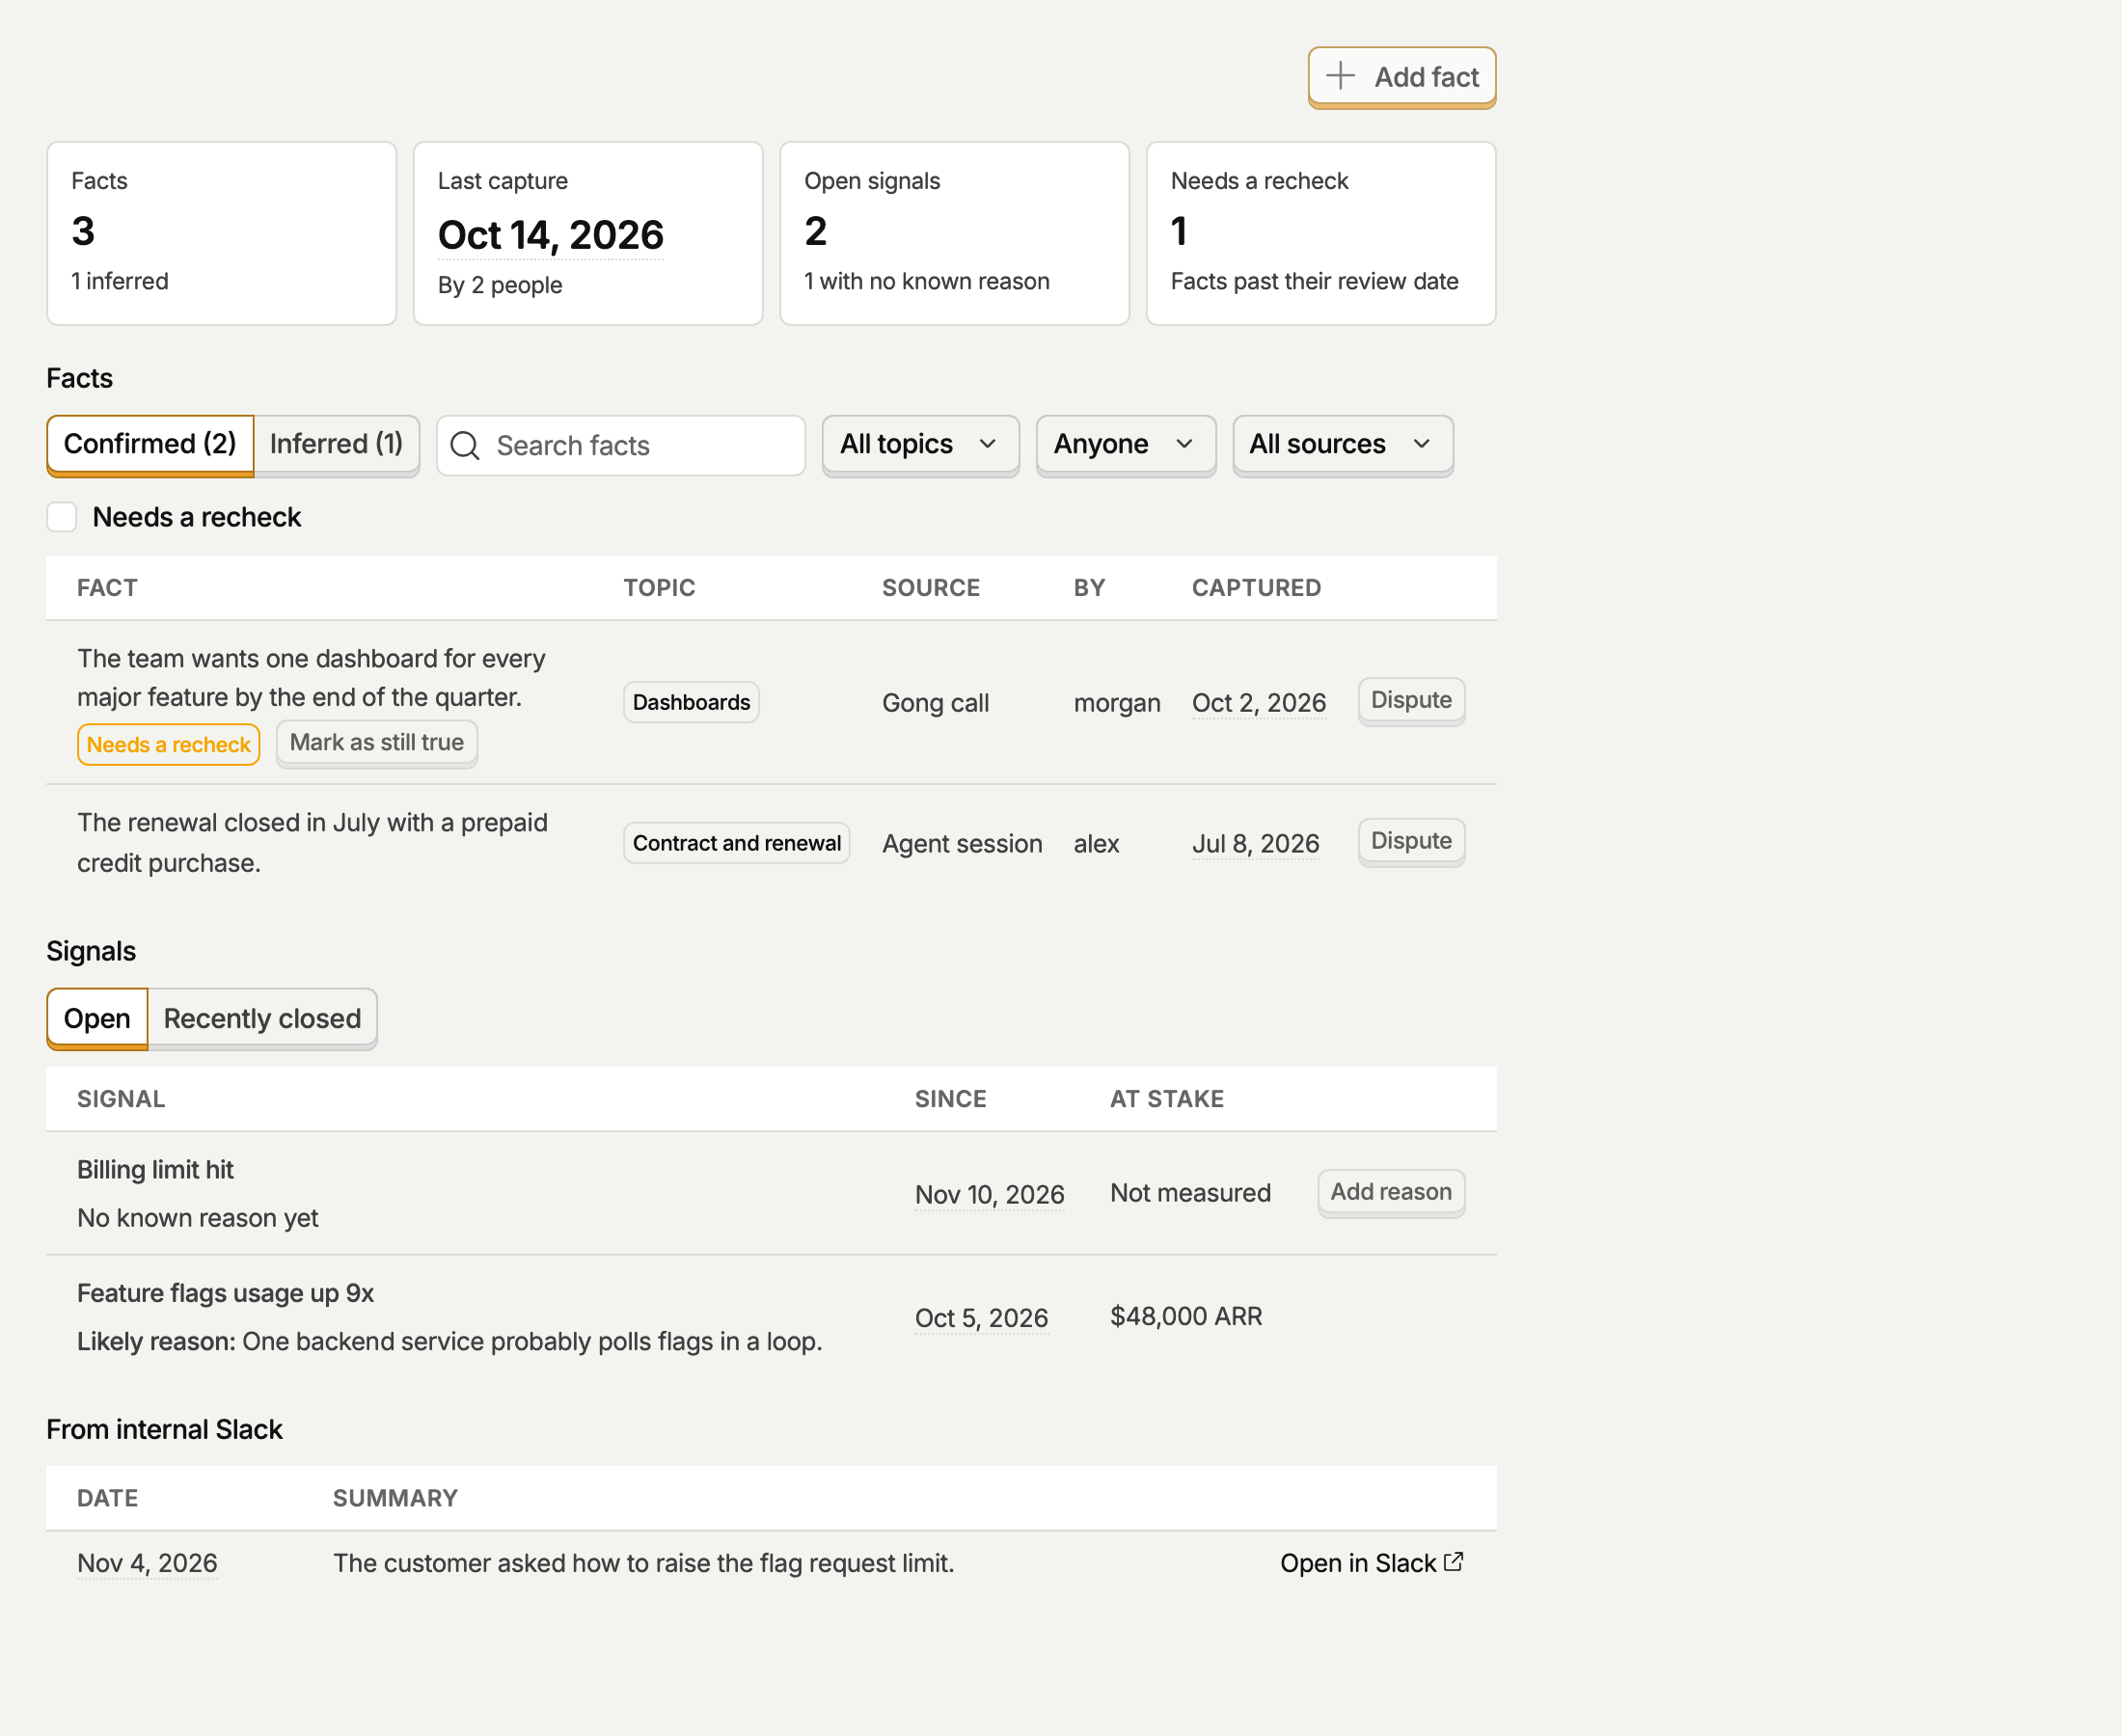 Add fact
Facts
3
1 inferred
Last capture
Oct 14, 2026
By 2 people
Open signals
2
1 with no known reason
Needs a recheck
1
Facts past their review date
Facts
Confirmed (2)
Inferred (1)
Search facts
All topics
Anyone
All sources
Needs a recheck
FACT TOPIC SOURCE BY CAPTURED
The team wants one dashboard for every
major feature by the end of the quarter.
Needs a recheck
Mark as still true
Dashboards
Gong call
morgan
Oct 2, 2026
Dispute
The renewal closed in July with a prepaid
credit purchase.
Contract and renewal
Agent session
alex
Jul 8, 2026
Dispute
Signals
Open
Recently closed
SIGNAL SINCE AT STAKE
Billing limit hit
No known reason yet
Nov 10, 2026
Not measured
Add reason
Feature flags usage up 9x
Likely reason: One backend service probably polls flags in a loop.
Oct 5, 2026
$48,000 ARR
From internal Slack
DATE SUMMARY
Nov 4, 2026
The customer asked how to raise the flag request limit.
Open in Slack